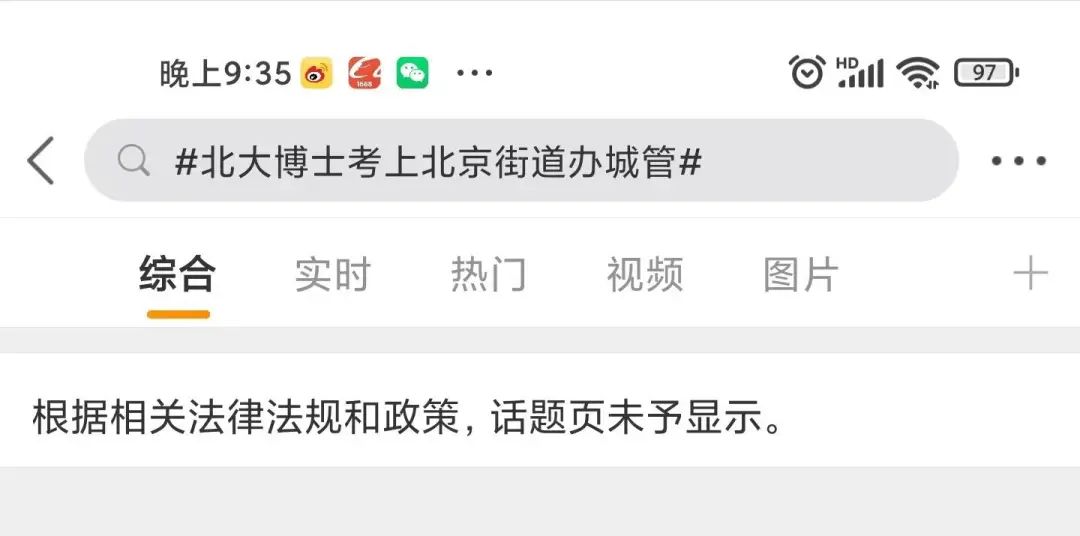 晚上9:35 1688 ··· HD 97
#北大博士考上北京街道办城管# ···
综合 实时 热门 视频 图片 +
根据相关法律法规和政策，话题页未予显示。